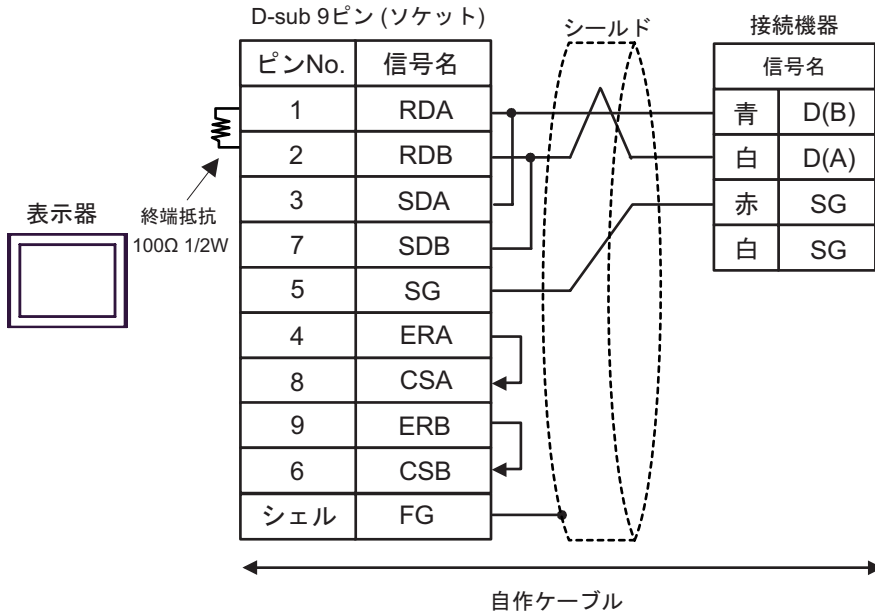 D-sub 9ピン (ソケット)
シールド
接続機器
ピンNo. 信号名
信号名
1 RDA
青 D(B)
2 RDB
白 D(A)
3 SDA
赤 SG
7 SDB
白 SG
5 SG
4 ERA
8 CSA
9 ERB
6 CSB
シェル FG
表示器
終端抵抗
100Ω 1/2W
自作ケーブル